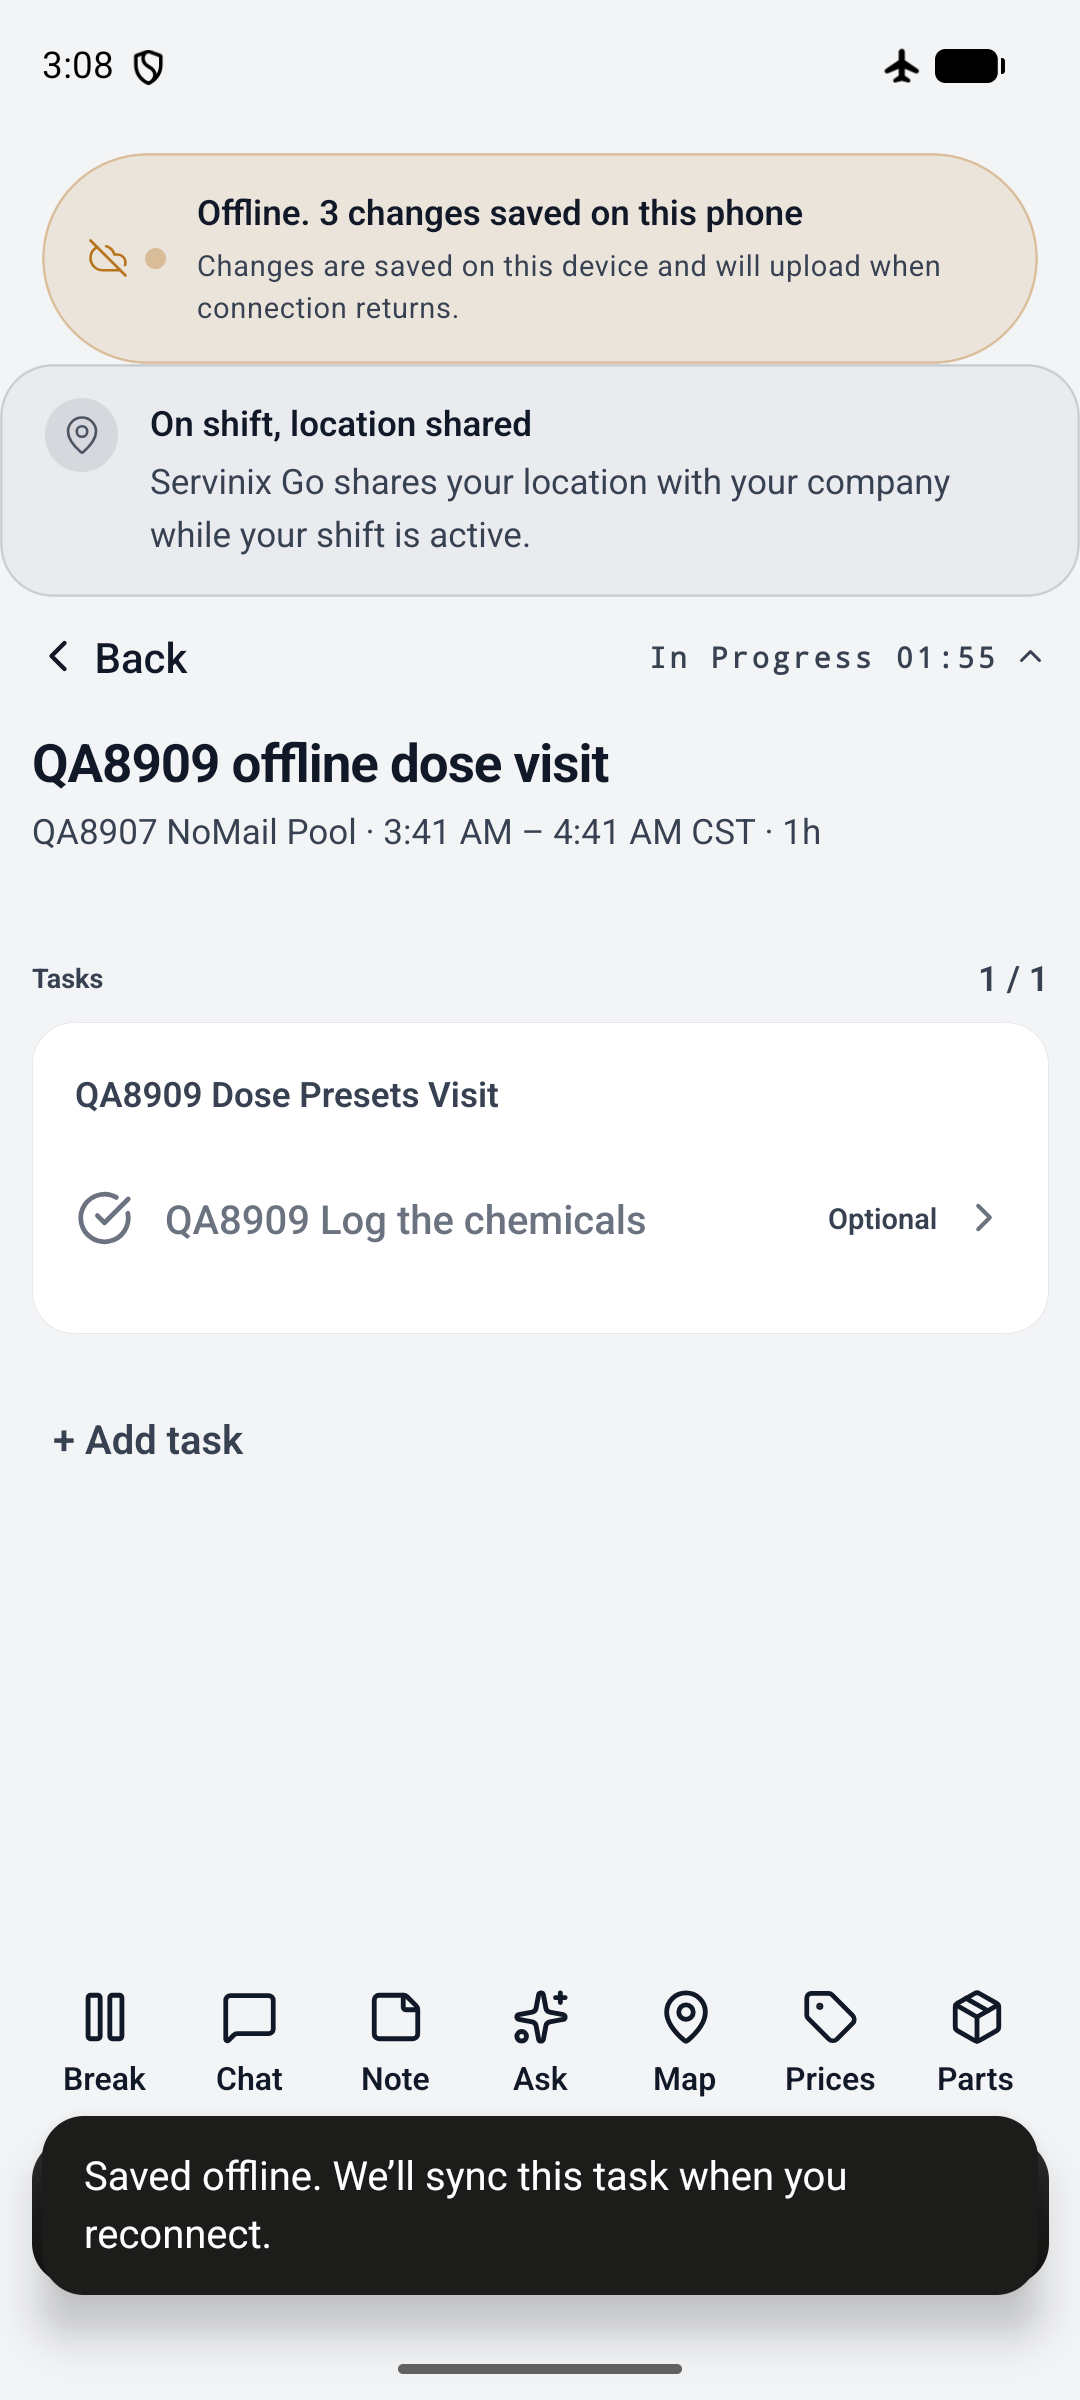 3:08
Offline. 3 changes saved on this phone
Changes are saved on this device and will upload when
connection returns.
On shift, location shared
Servinix Go shares your location with your company
while your shift is active.
Back
In Progress 01:55
QA8909 offline dose visit
QA8907 NoMail Pool · 3:41 AM – 4:41 AM CST · 1h
Tasks
1 / 1
QA8909 Dose Presets Visit
QA8909 Log the chemicals
Optional
+ Add task
Break
Chat
Note
Ask
Map
Prices
Parts
Saved offline. We’ll sync this task when you
reconnect.